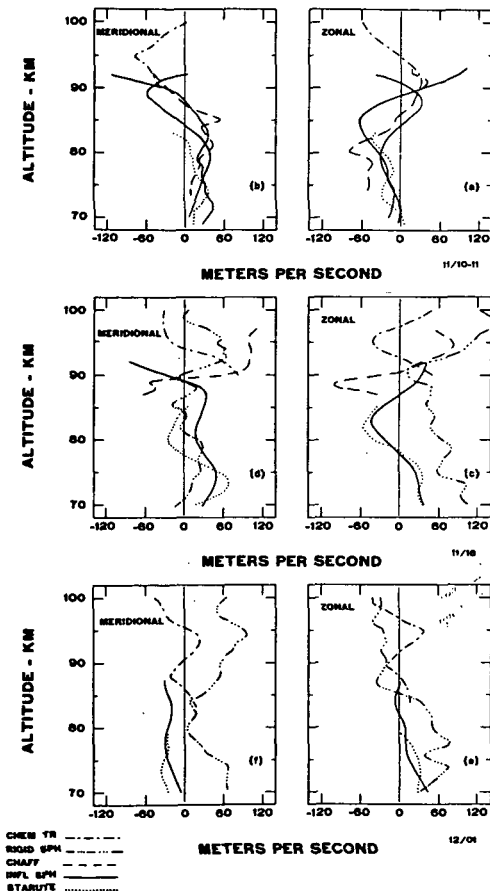 100
90
80
70
ALTITUDE - KM
MERIDIONAL
(b)
-120 -60 0 60 120
ZONAL
(a)
-120 -60 0 60 120
11/10-11
METERS PER SECOND
100
90
80
70
ALTITUDE - KM
MERIDIONAL
(d)
-120 -60 0 60 120
ZONAL
(c)
-120 -60 0 60 120
METERS PER SECOND
100
90
80
70
ALTITUDE - KM
MERIDIONAL
(f)
-120 -60 0 60 120
ZONAL
(e)
-120 -60 0 60 120
METERS PER SECOND
12/01
CHEM TR
RIGID SPH
CHAFF
INFL SPH
STARUTE